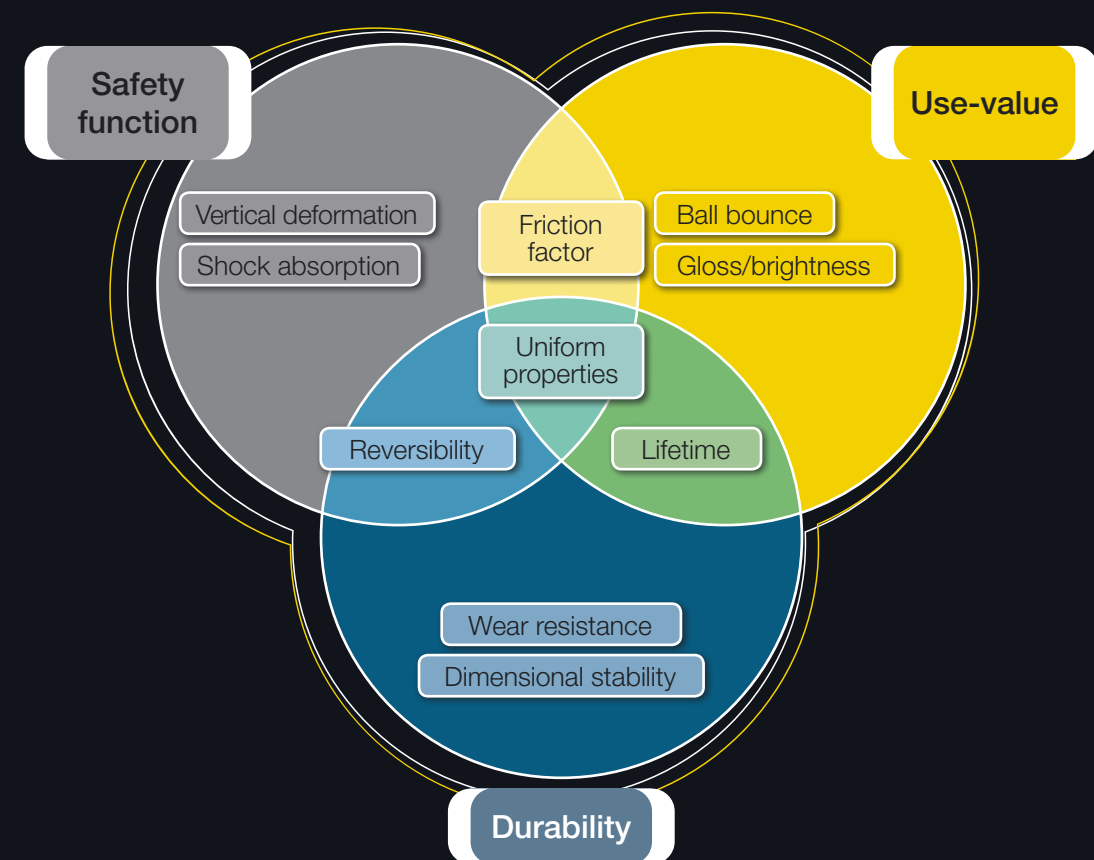 Safety
function
Use-value
Vertical deformation
Shock absorption
Friction
factor
Ball bounce
Gloss/brightness
Uniform
properties
Reversibility
Lifetime
Wear resistance
Dimensional stability
Durability